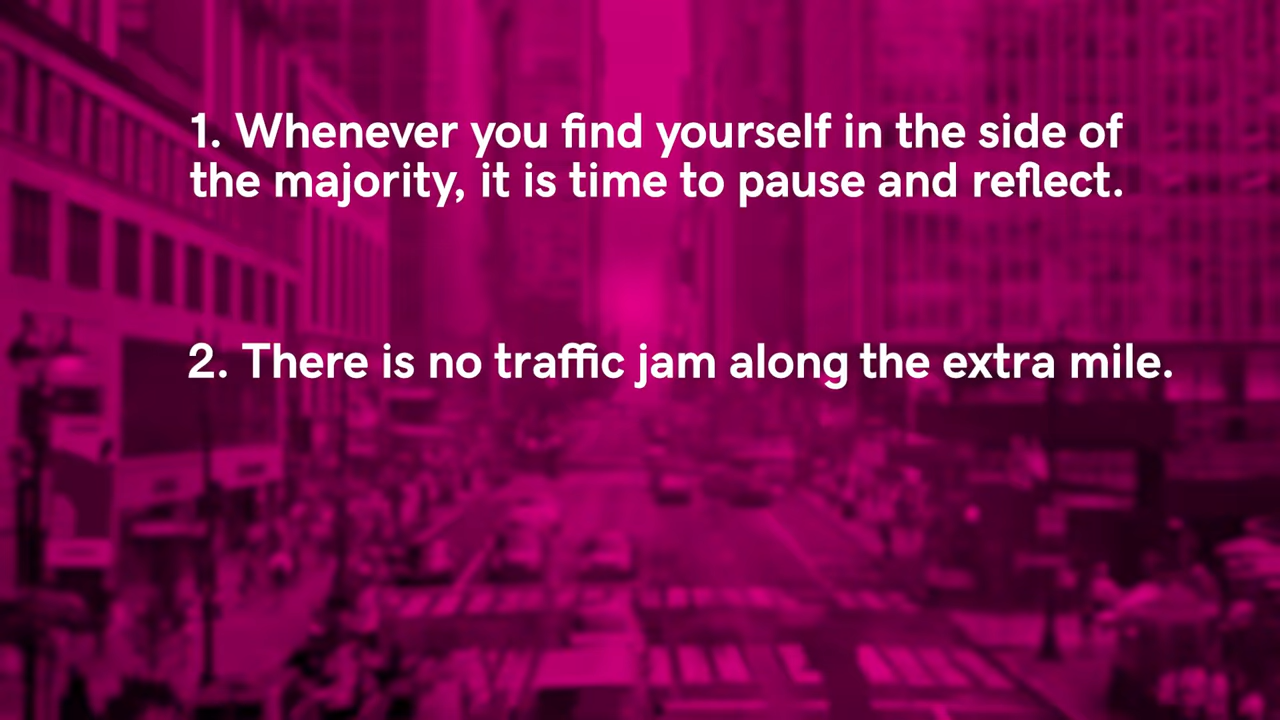 1. Whenever you find yourself in the side of
the majority, it is time to pause and reflect.
2. There is no traffic jam along the extra mile.